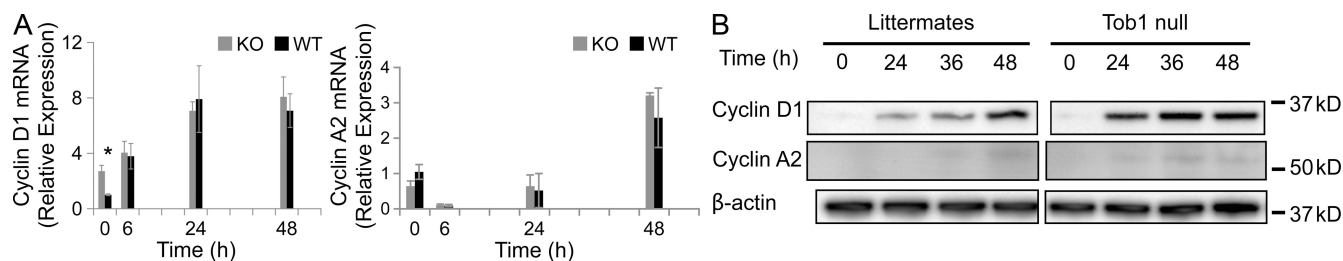 A
Cyclin D1 mRNA
(Relative Expression)
12
8
4
0
KO WT
*
0 6 24 48
Time (h)
Cyclin A2 mRNA
(Relative Expression)
4
3
2
1
0
KO WT
0 6 24 48
Time (h)
B
Littermates Tob1 null
Time (h) 0 24 36 48 0 24 36 48
Cyclin D1 37 kD
Cyclin A2 50 kD
β-actin 37 kD